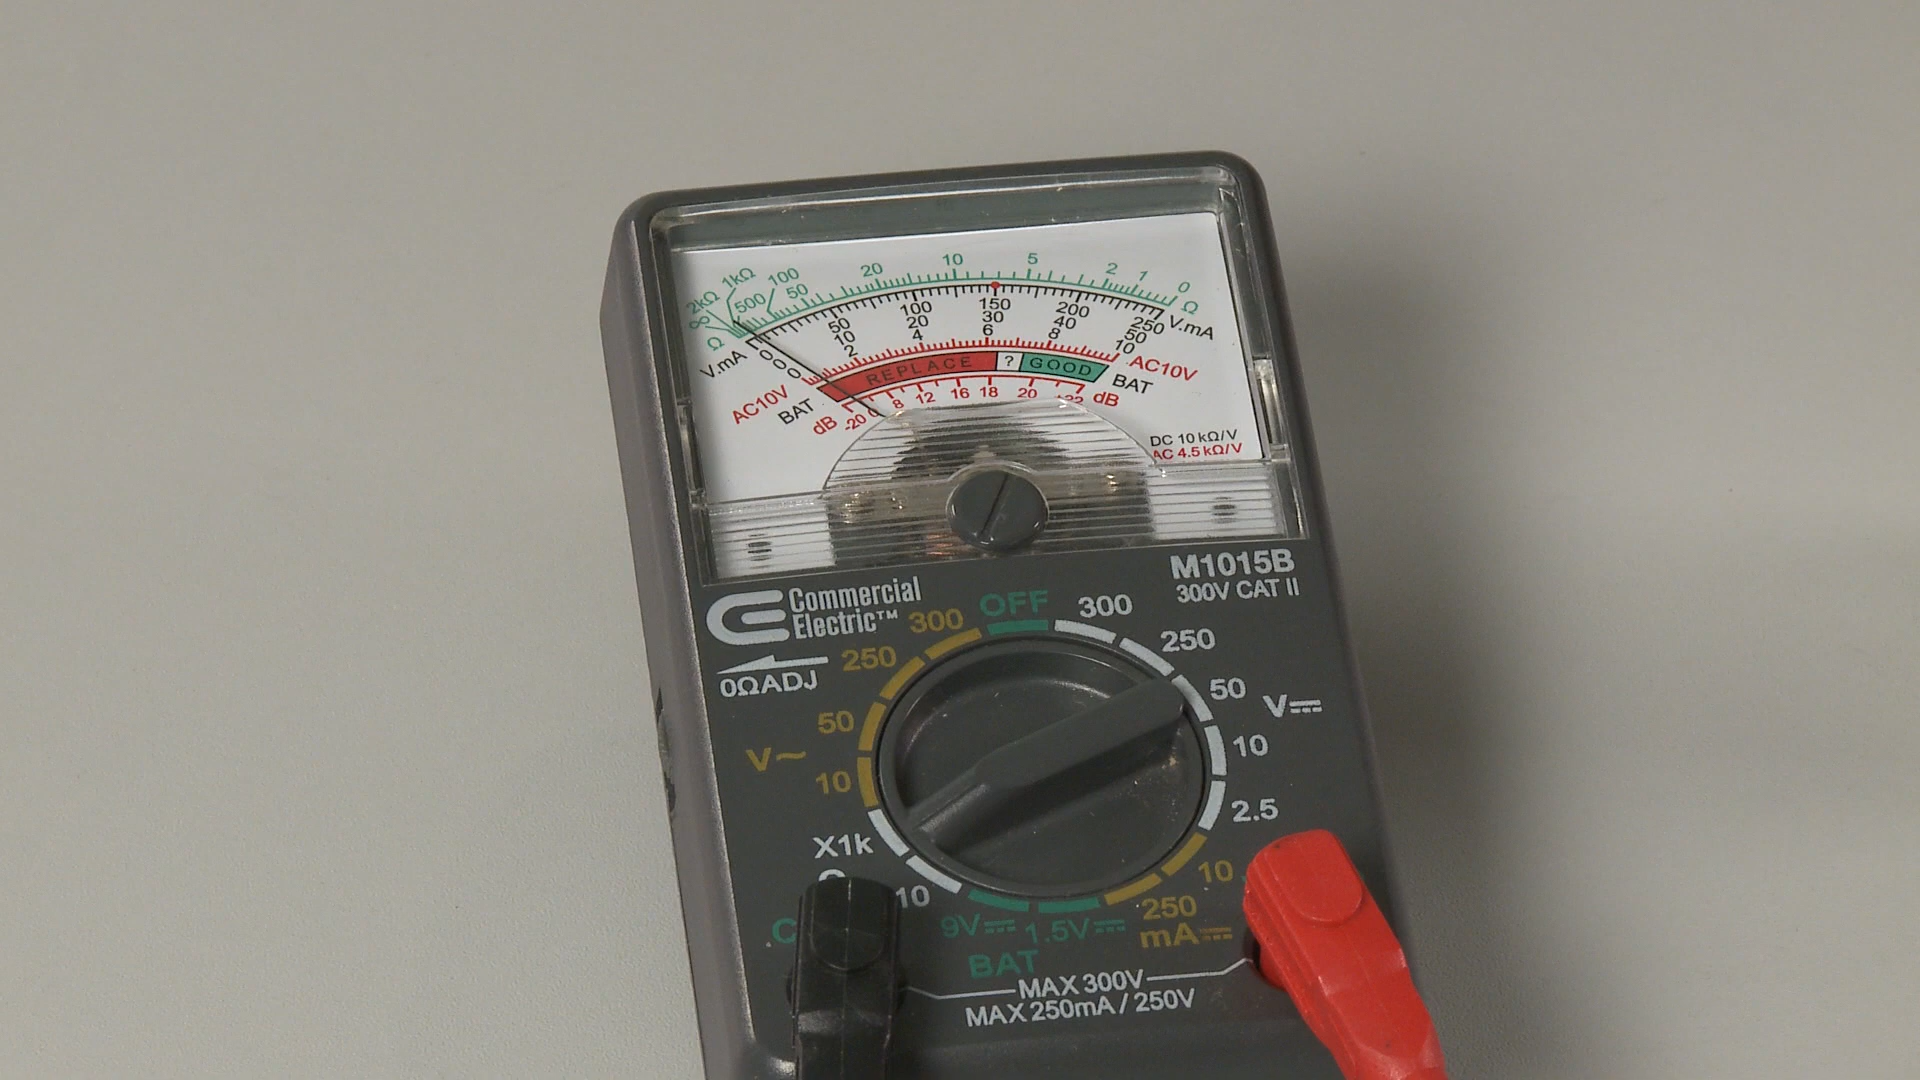 2kΩ 1kΩ
500 100
50 20 10 5 2 1 0
∞
Ω Ω
V.mA 0 50 100 150 200 250 V.mA
0 10 20 30 40 50
0 2 4 6 8 10
AC10V AC10V
BAT REPLACE ? GOOD BAT
dB -20 0 8 12 16 18 20 22 dB
DC 10 kΩ/V
AC 4.5 kΩ/V
M1015B
300V CAT II
Commercial
Electric™
0ΩADJ
OFF
300
250
50
V⎓
10
2.5
10
250
mA⎓
1.5V⎓
9V⎓
BAT
10
X1k
10
V~
50
250
300
MAX 300V
MAX 250mA / 250V